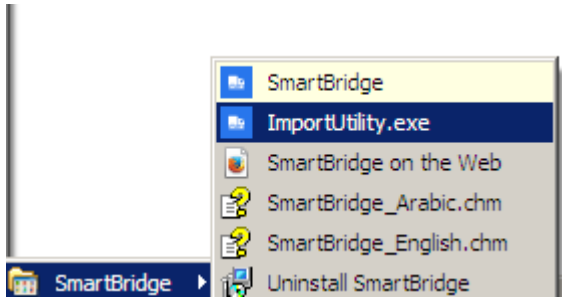 SmartBridge
ImportUtility.exe
SmartBridge on the Web
SmartBridge_Arabic.chm
SmartBridge_English.chm
SmartBridge
Uninstall SmartBridge